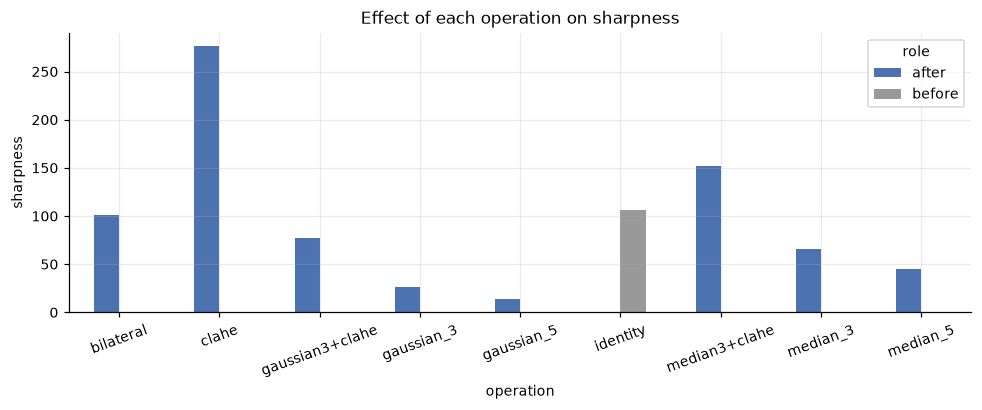 Effect of each operation on sharpness
role
after
before
sharpness
250
200
150
100
50
0
bilateral
clahe
gaussian3+clahe
gaussian_3
gaussian_5
identity
median3+clahe
median_3
median_5
operation